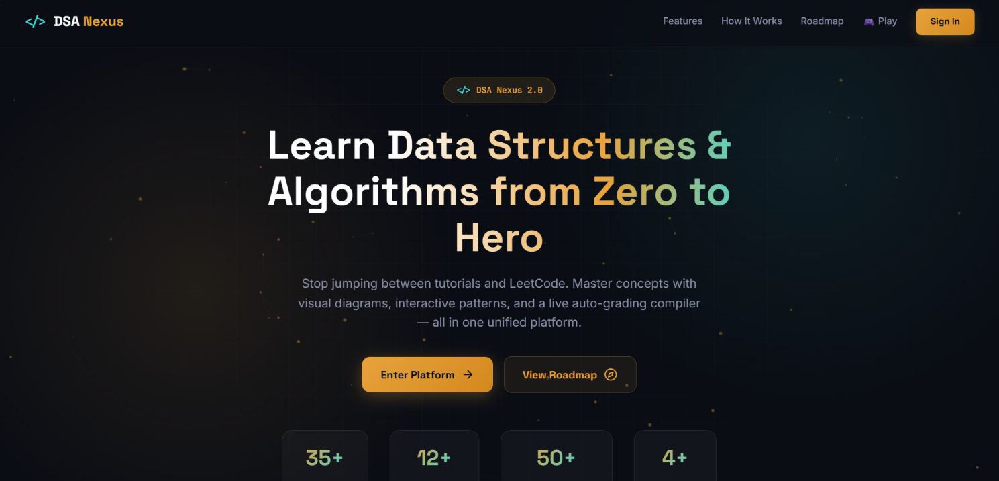 </> DSA Nexus
Features
How It Works
Roadmap
🎮 Play
Sign In
</> DSA Nexus 2.0
Learn Data Structures &
Algorithms from Zero to
Hero
Stop jumping between tutorials and LeetCode. Master concepts with
visual diagrams, interactive patterns, and a live auto-grading compiler
— all in one unified platform.
Enter Platform →
View Roadmap
35+
12+
50+
4+